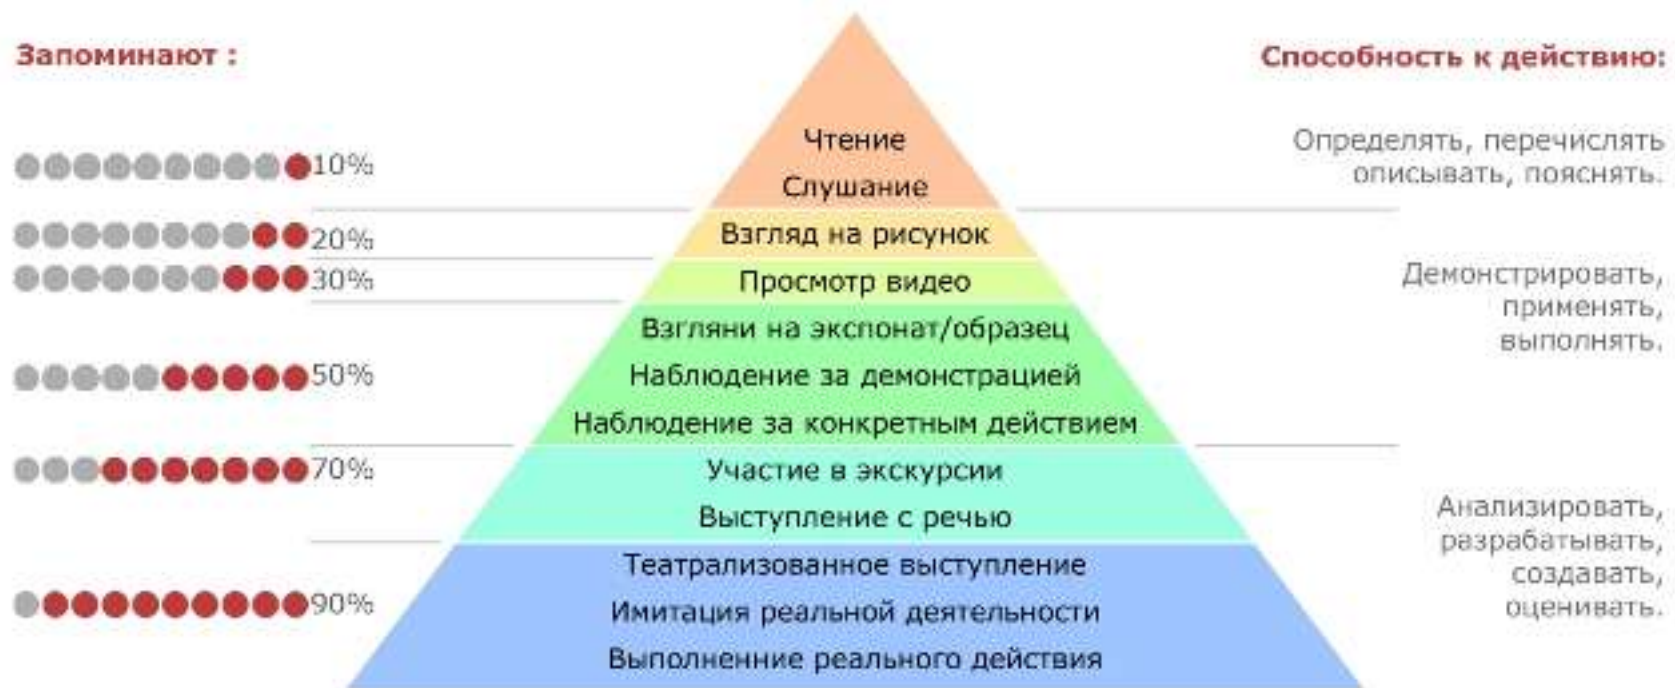 Запоминают :
Способность к действию:
Чтение
Слушание
10%
Определять, перечислять
описывать, пояснять.
Взгляд на рисунок
20%
Просмотр видео
30%
Демонстрировать,
применять,
выполнять.
Взгляни на экспонат/образец
Наблюдение за демонстрацией
Наблюдение за конкретным действием
50%
Участие в экскурсии
Выступление с речью
70%
Анализировать,
разрабатывать,
создавать,
оценивать.
Театрализованное выступление
Имитация реальной деятельности
Выполненние реального действия
90%